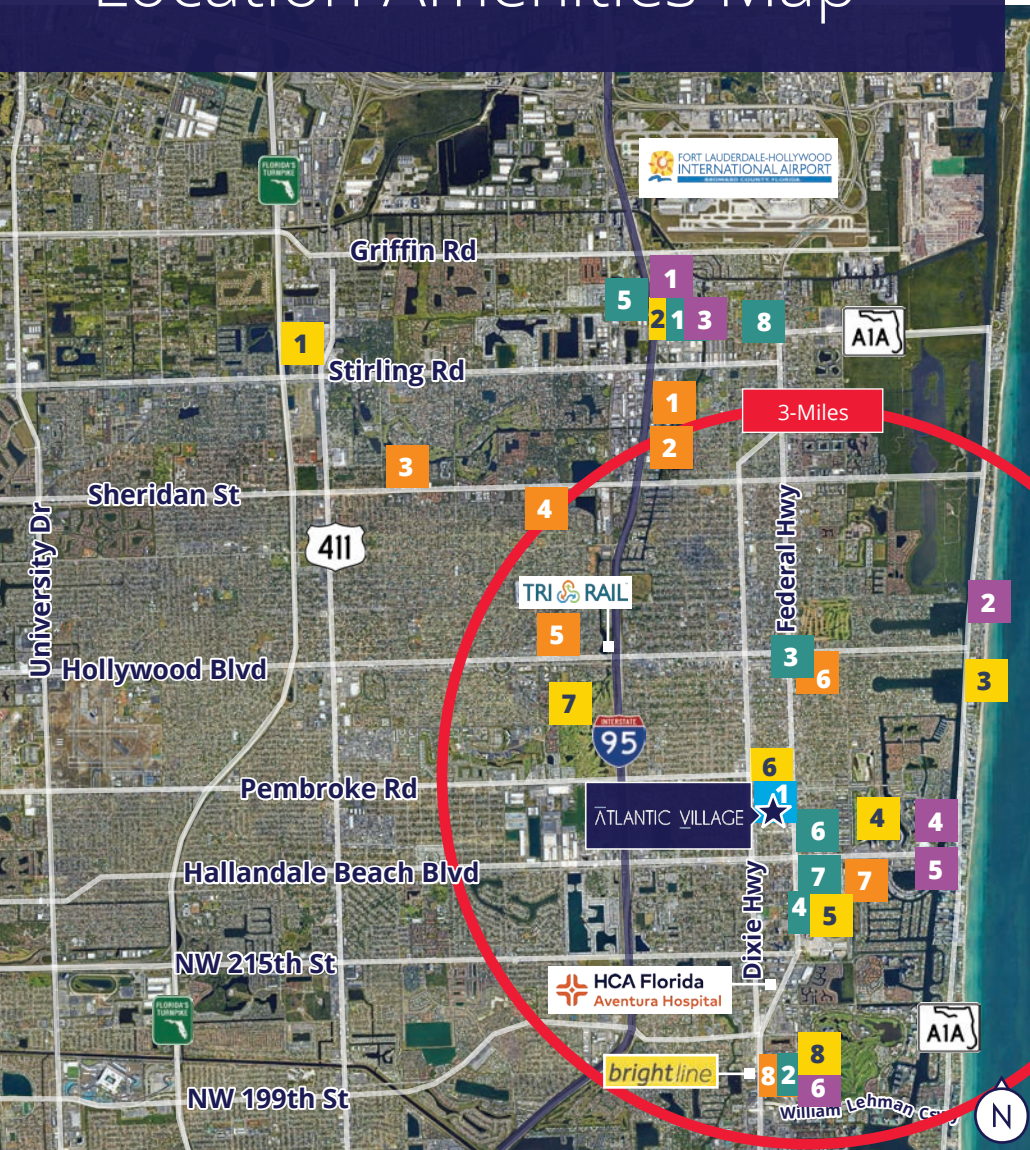 Location Amenities Map
FLORIDA'S
TURNPIKE
FORT LAUDERDALE-HOLLYWOOD
INTERNATIONAL AIRPORT
BROWARD COUNTY, FLORIDA
Griffin Rd
1
5
2
1
3
8
A1A
1
Stirling Rd
1
3-Miles
2
3
Sheridan St
4
411
University Dr
Federal Hwy
TRI RAIL
2
5
3
6
Hollywood Blvd
3
7
INTERSTATE
95
6
Pembroke Rd
1
ATLANTIC VILLAGE
6
4
4
Hallandale Beach Blvd
7
7
5
4
5
Dixie Hwy
NW 215th St
HCA Florida
Aventura Hospital
FLORIDA'S
TURNPIKE
A1A
brightline
8
2
8
6
NW 199th St
William Lehman Cswy
N